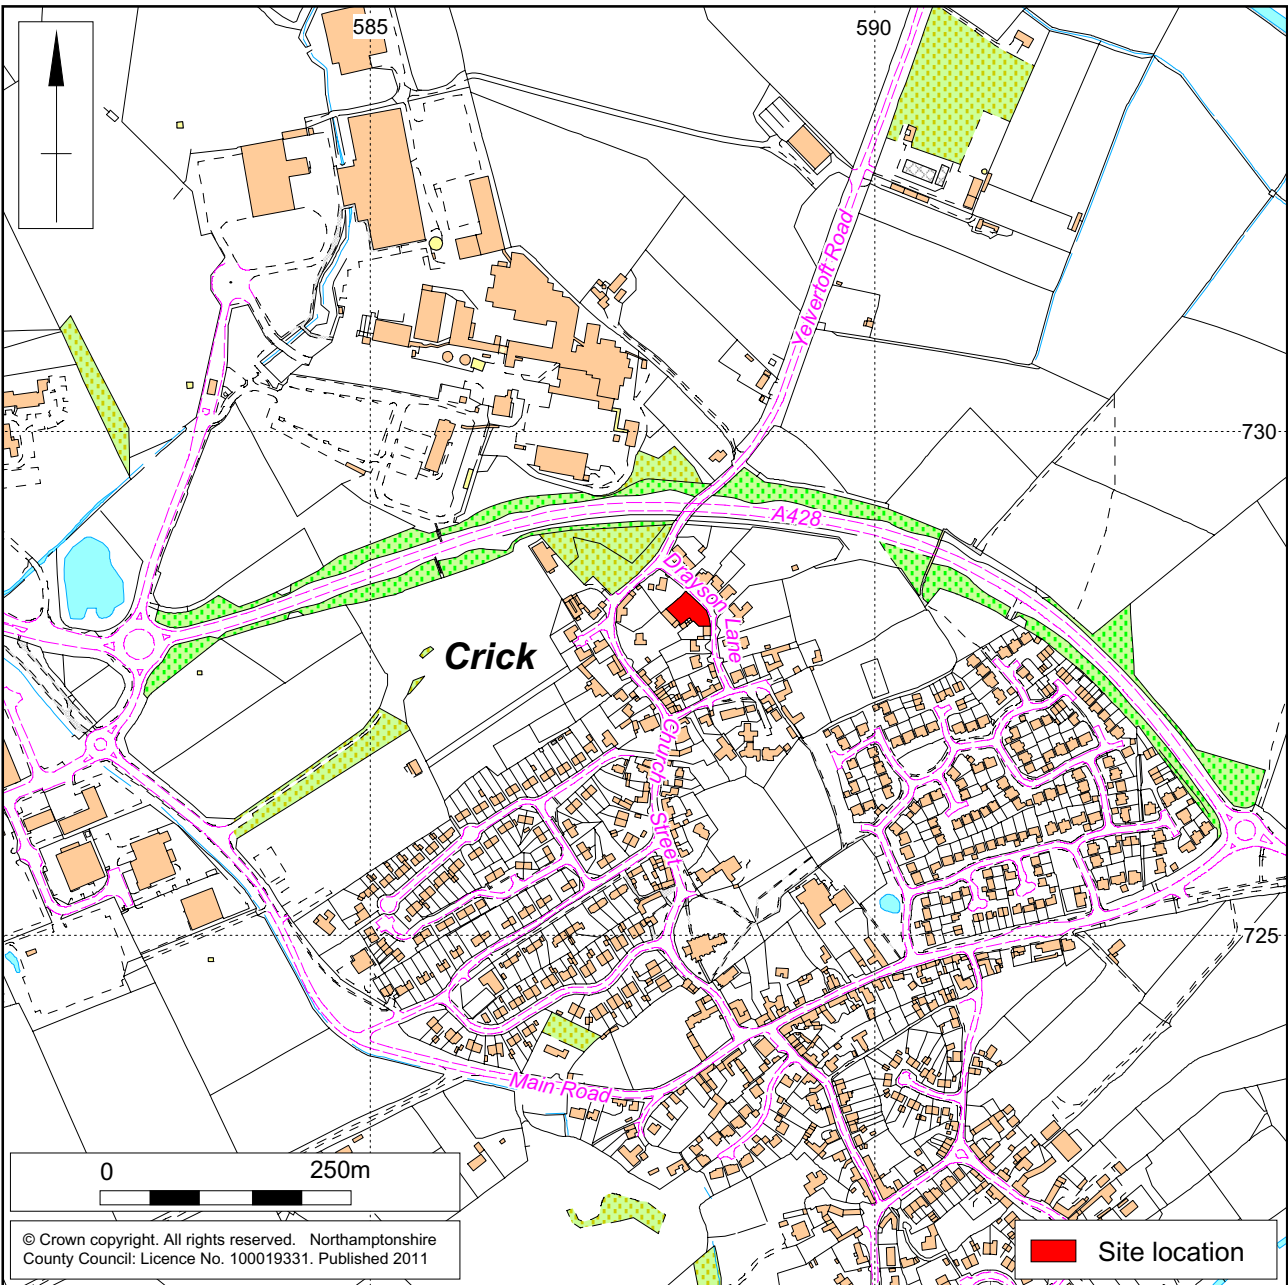 585
590
Yelvertoft Road
730
A428
Drayson Lane
Crick
Church Street
725
Main Road
0 250m
© Crown copyright. All rights reserved. Northamptonshire
County Council: Licence No. 100019331. Published 2011
Site location